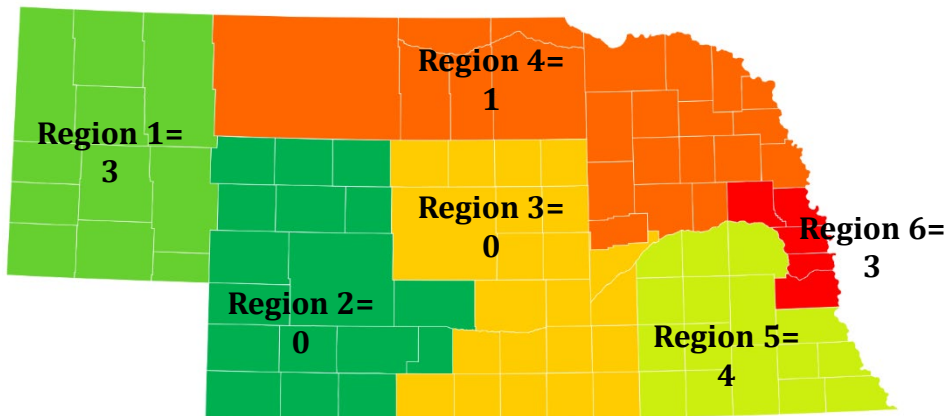 Region 4=
1
Region 1=
3
Region 3=
0
Region 6=
3
Region 2=
0
Region 5=
4